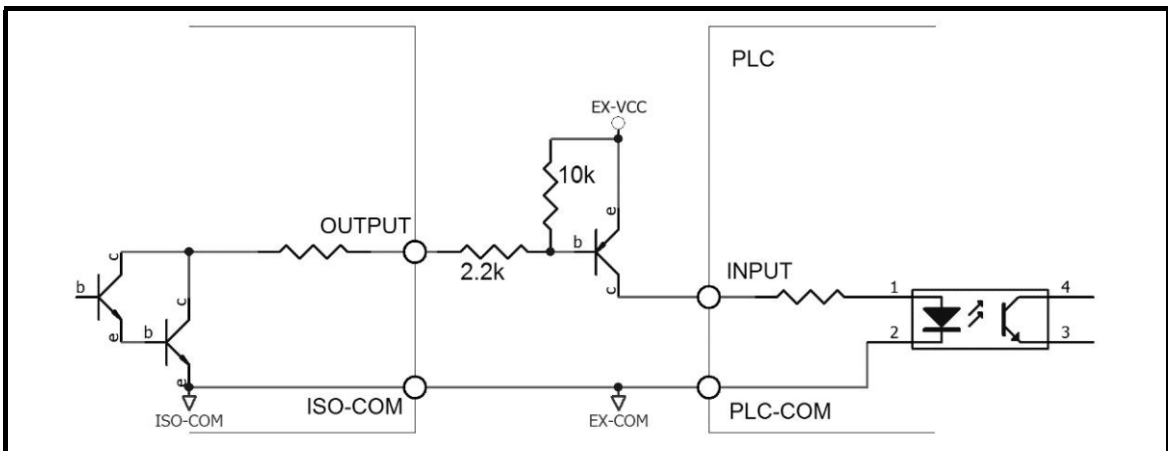 PLC
EX-VCC
10k
e
OUTPUT
b
2.2k
c
INPUT
c
b
c
1
4
e
b
2
3
e
ISO-COM
ISO-COM
EX-COM
PLC-COM